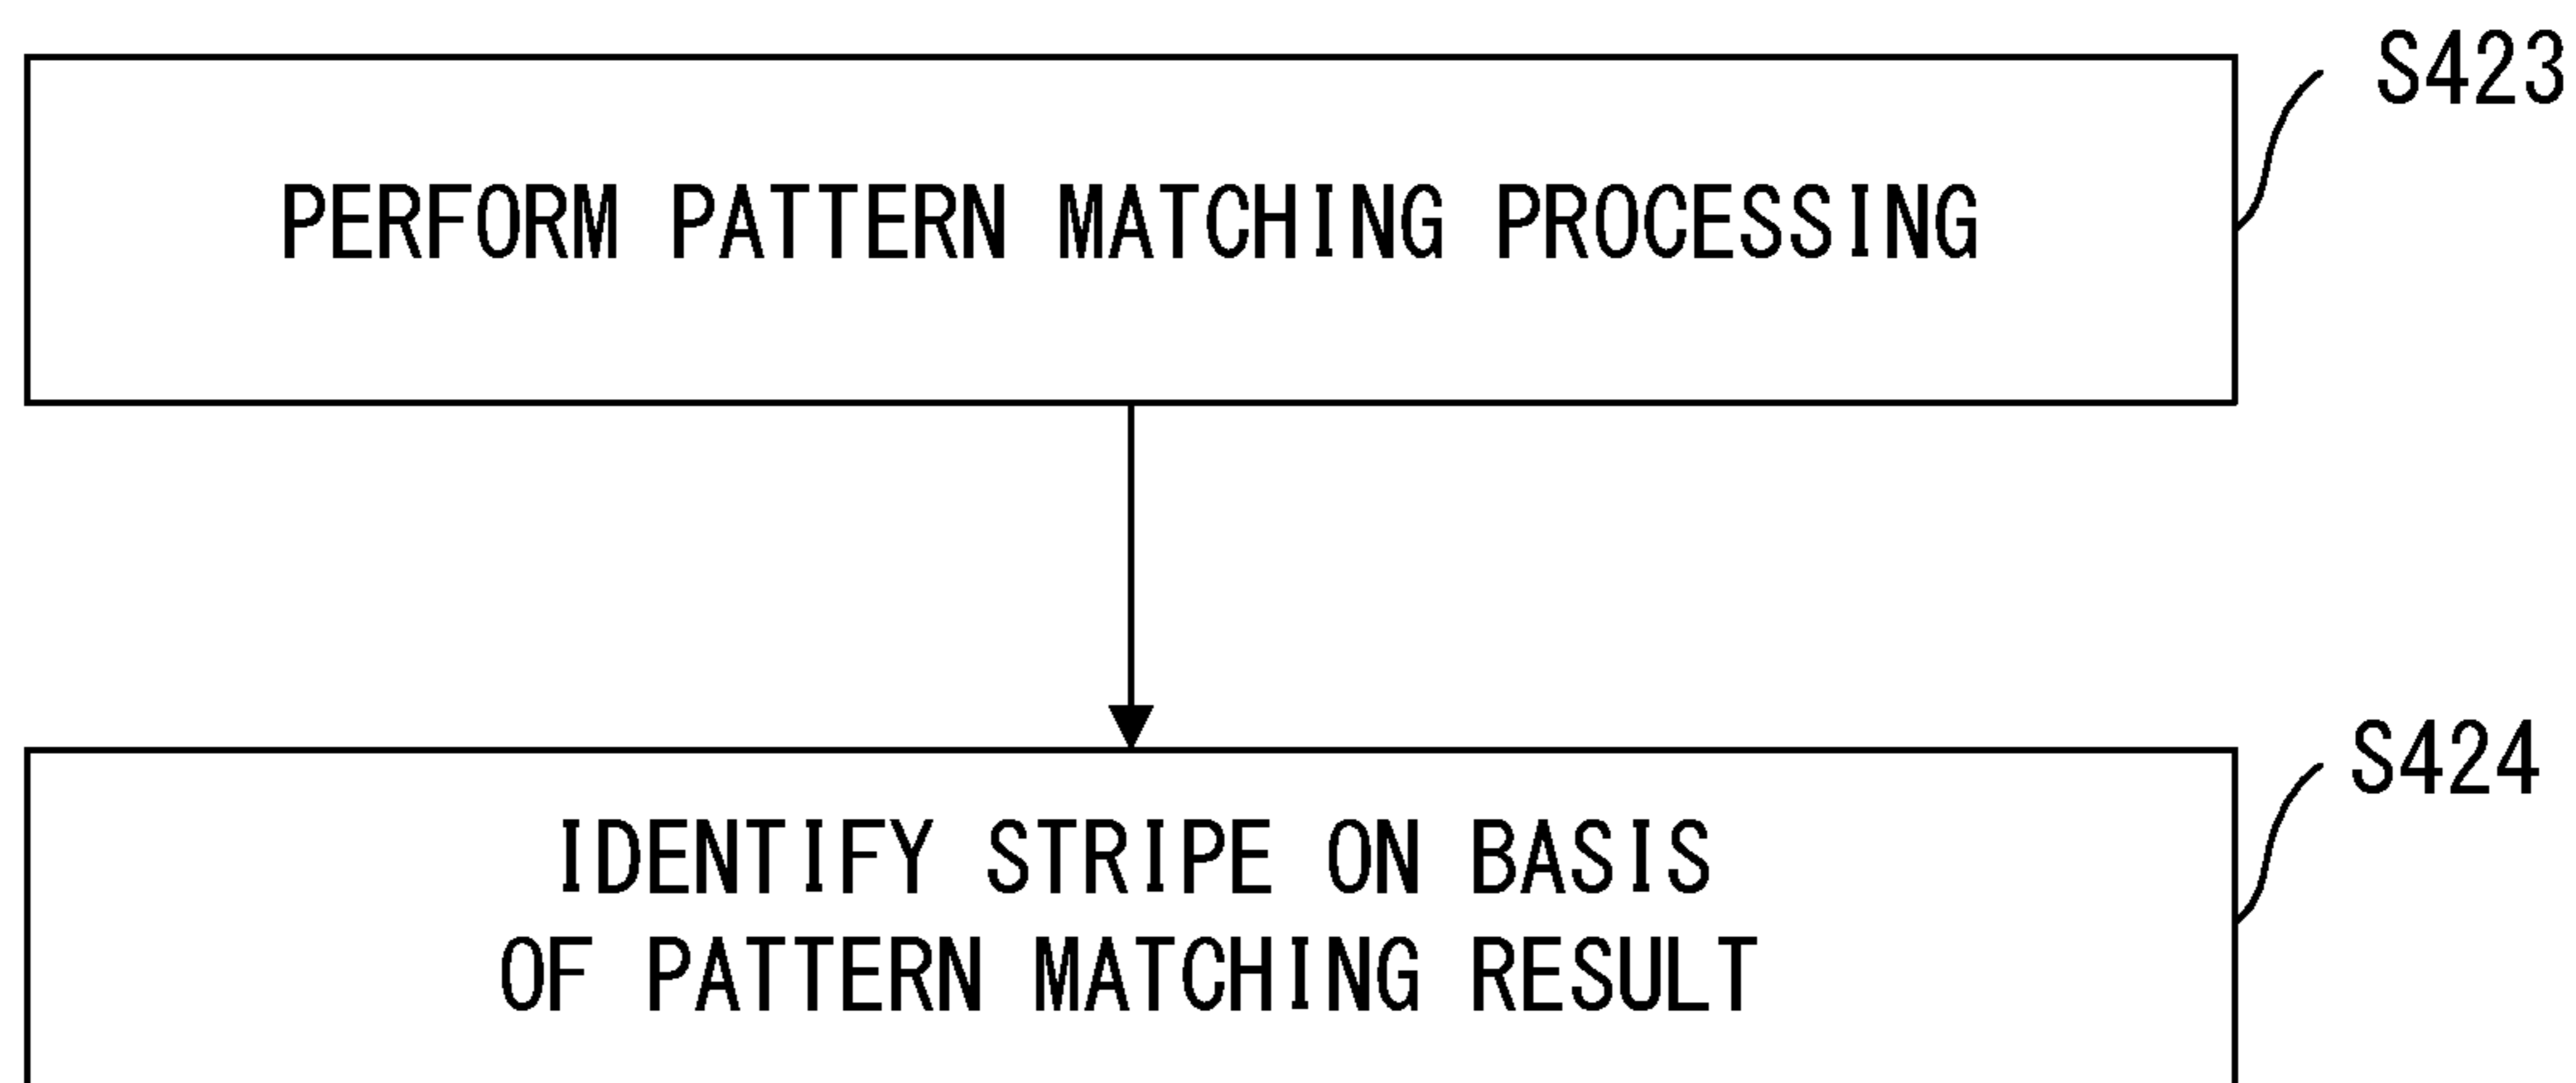 S423
PERFORM PATTERN MATCHING PROCESSING
S424
IDENTIFY STRIPE ON BASIS
OF PATTERN MATCHING RESULT